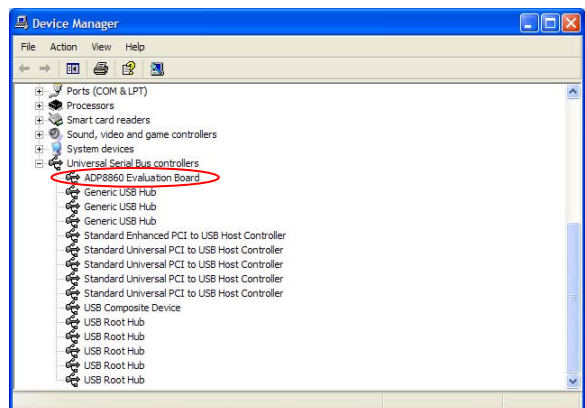 Device Manager
File Action View Help
Ports (COM & LPT)
Processors
Smart card readers
Sound, video and game controllers
System devices
Universal Serial Bus controllers
ADP8860 Evaluation Board
Generic USB Hub
Generic USB Hub
Generic USB Hub
Standard Enhanced PCI to USB Host Controller
Standard Universal PCI to USB Host Controller
Standard Universal PCI to USB Host Controller
Standard Universal PCI to USB Host Controller
Standard Universal PCI to USB Host Controller
USB Composite Device
USB Root Hub
USB Root Hub
USB Root Hub
USB Root Hub
USB Root Hub